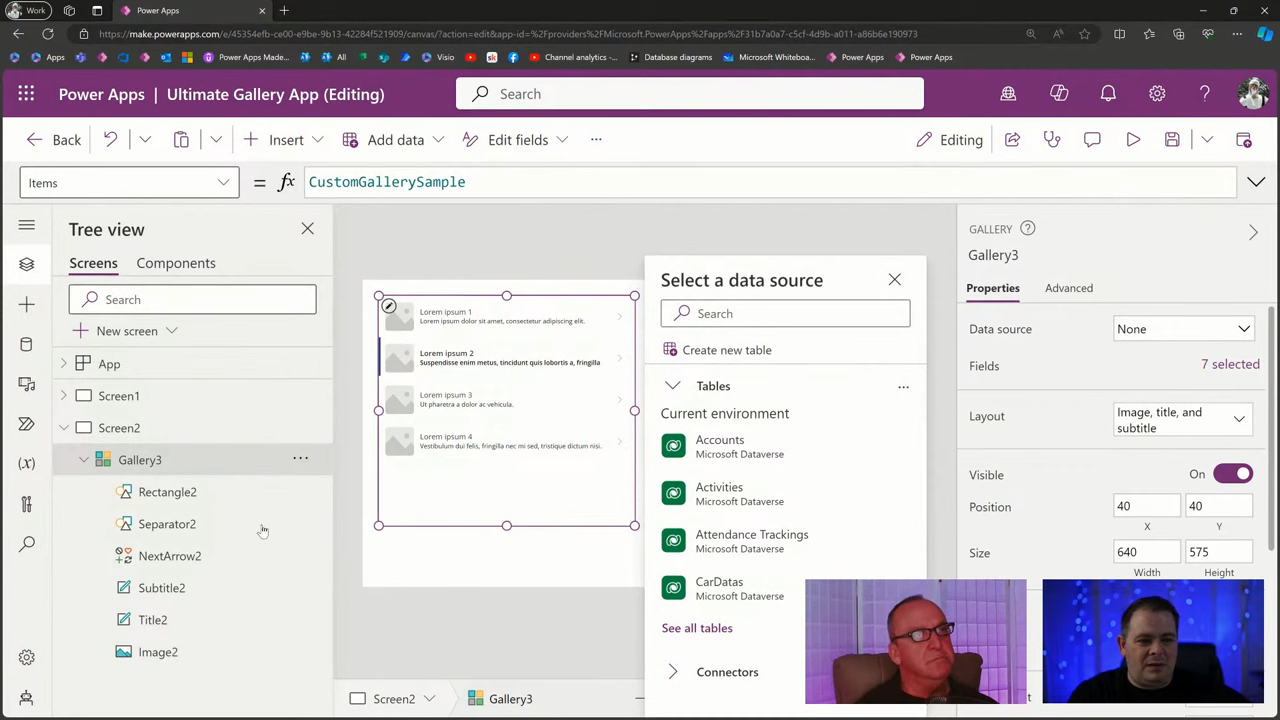 Work
Power Apps
https://make.powerapps.com/e/45354efb-ce00-e9be-9b13-42284f521909/canvas/?action=edit&app-id=%2Fproviders%2FMicrosoft.PowerApps%2Fapps%2F31b7a0a7-c5cf-4d9b-a011-a86b6e190973
Apps
Visio
All
Power Apps Made...
Visio
Channel analytics -...
Database diagrams
Microsoft Whiteboa...
Power Apps
Power Apps
Power Apps | Ultimate Gallery App (Editing)
Search
Back
Insert
Add data
Edit fields
...
Editing
Items
= fx CustomGallerySample
Tree view
Screens
Components
Search
New screen
App
Screen1
Screen2
Gallery3
...
Rectangle2
Separator2
NextArrow2
Subtitle2
Title2
Image2
Lorem ipsum 1
Lorem ipsum dolor sit amet, consectetur adipiscing elit.
Lorem ipsum 2
Suspendisse enim metus, tincidunt quis lobortis a, fringilla
Lorem ipsum 3
Ut pharetra a dolor ac vehicula.
Lorem ipsum 4
Vestibulum dui felis, fringilla nec mi sed, tristique dictum nisi.
Screen2
Gallery3
Select a data source
Search
Create new table
Tables
...
Current environment
Accounts
Microsoft Dataverse
Activities
Microsoft Dataverse
Attendance Trackings
Microsoft Dataverse
CarDatas
Microsoft Dataverse
See all tables
Connectors
GALLERY
Gallery3
Properties
Advanced
Data source
None
Fields
7 selected
Layout
Image, title, and
subtitle
Visible
On
Position
40
40
X
Y
Size
640
575
Width
Height